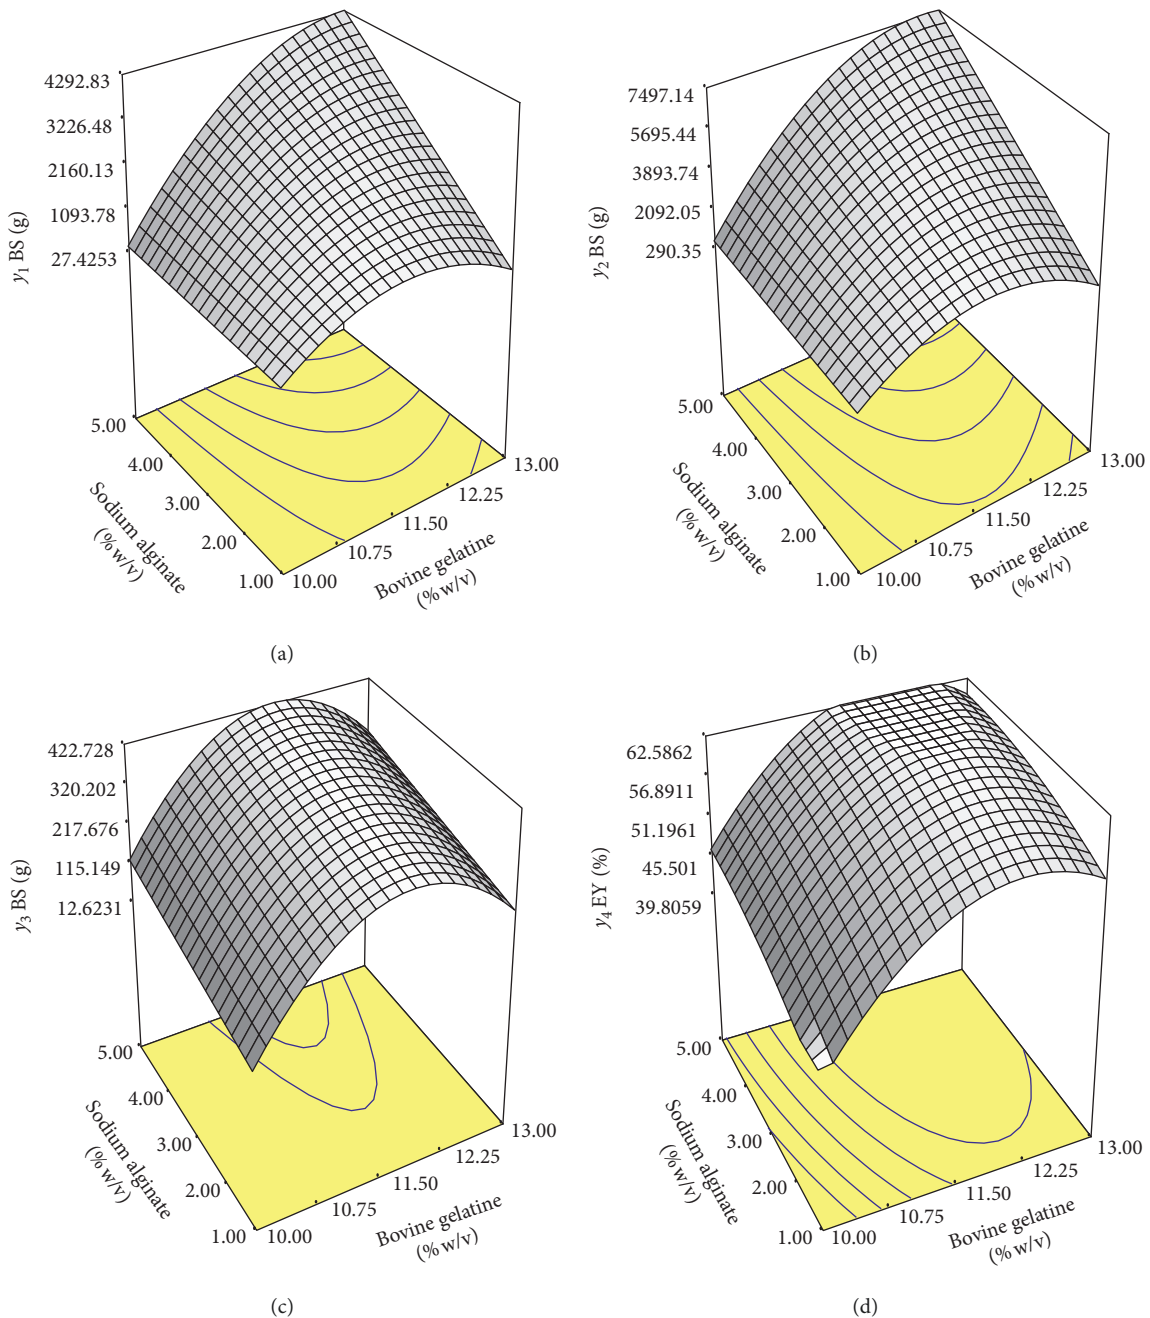 4292.83
3226.48
2160.13
1093.78
27.4253
y1 BS (g)
5.00
4.00
3.00
2.00
1.00
Sodium alginate
(% w/v)
10.00
10.75
11.50
12.25
13.00
Bovine gelatine
(% w/v)
(a)
7497.14
5695.44
3893.74
2092.05
290.35
y2 BS (g)
5.00
4.00
3.00
2.00
1.00
Sodium alginate
(% w/v)
10.00
10.75
11.50
12.25
13.00
Bovine gelatine
(% w/v)
(b)
422.728
320.202
217.676
115.149
12.6231
y3 BS (g)
5.00
4.00
3.00
2.00
1.00
Sodium alginate
(% w/v)
10.00
10.75
11.50
12.25
13.00
Bovine gelatine
(% w/v)
(c)
62.5862
56.8911
51.1961
45.501
39.8059
y4 EY (%)
5.00
4.00
3.00
2.00
1.00
Sodium alginate
(% w/v)
10.00
10.75
11.50
12.25
13.00
Bovine gelatine
(% w/v)
(d)